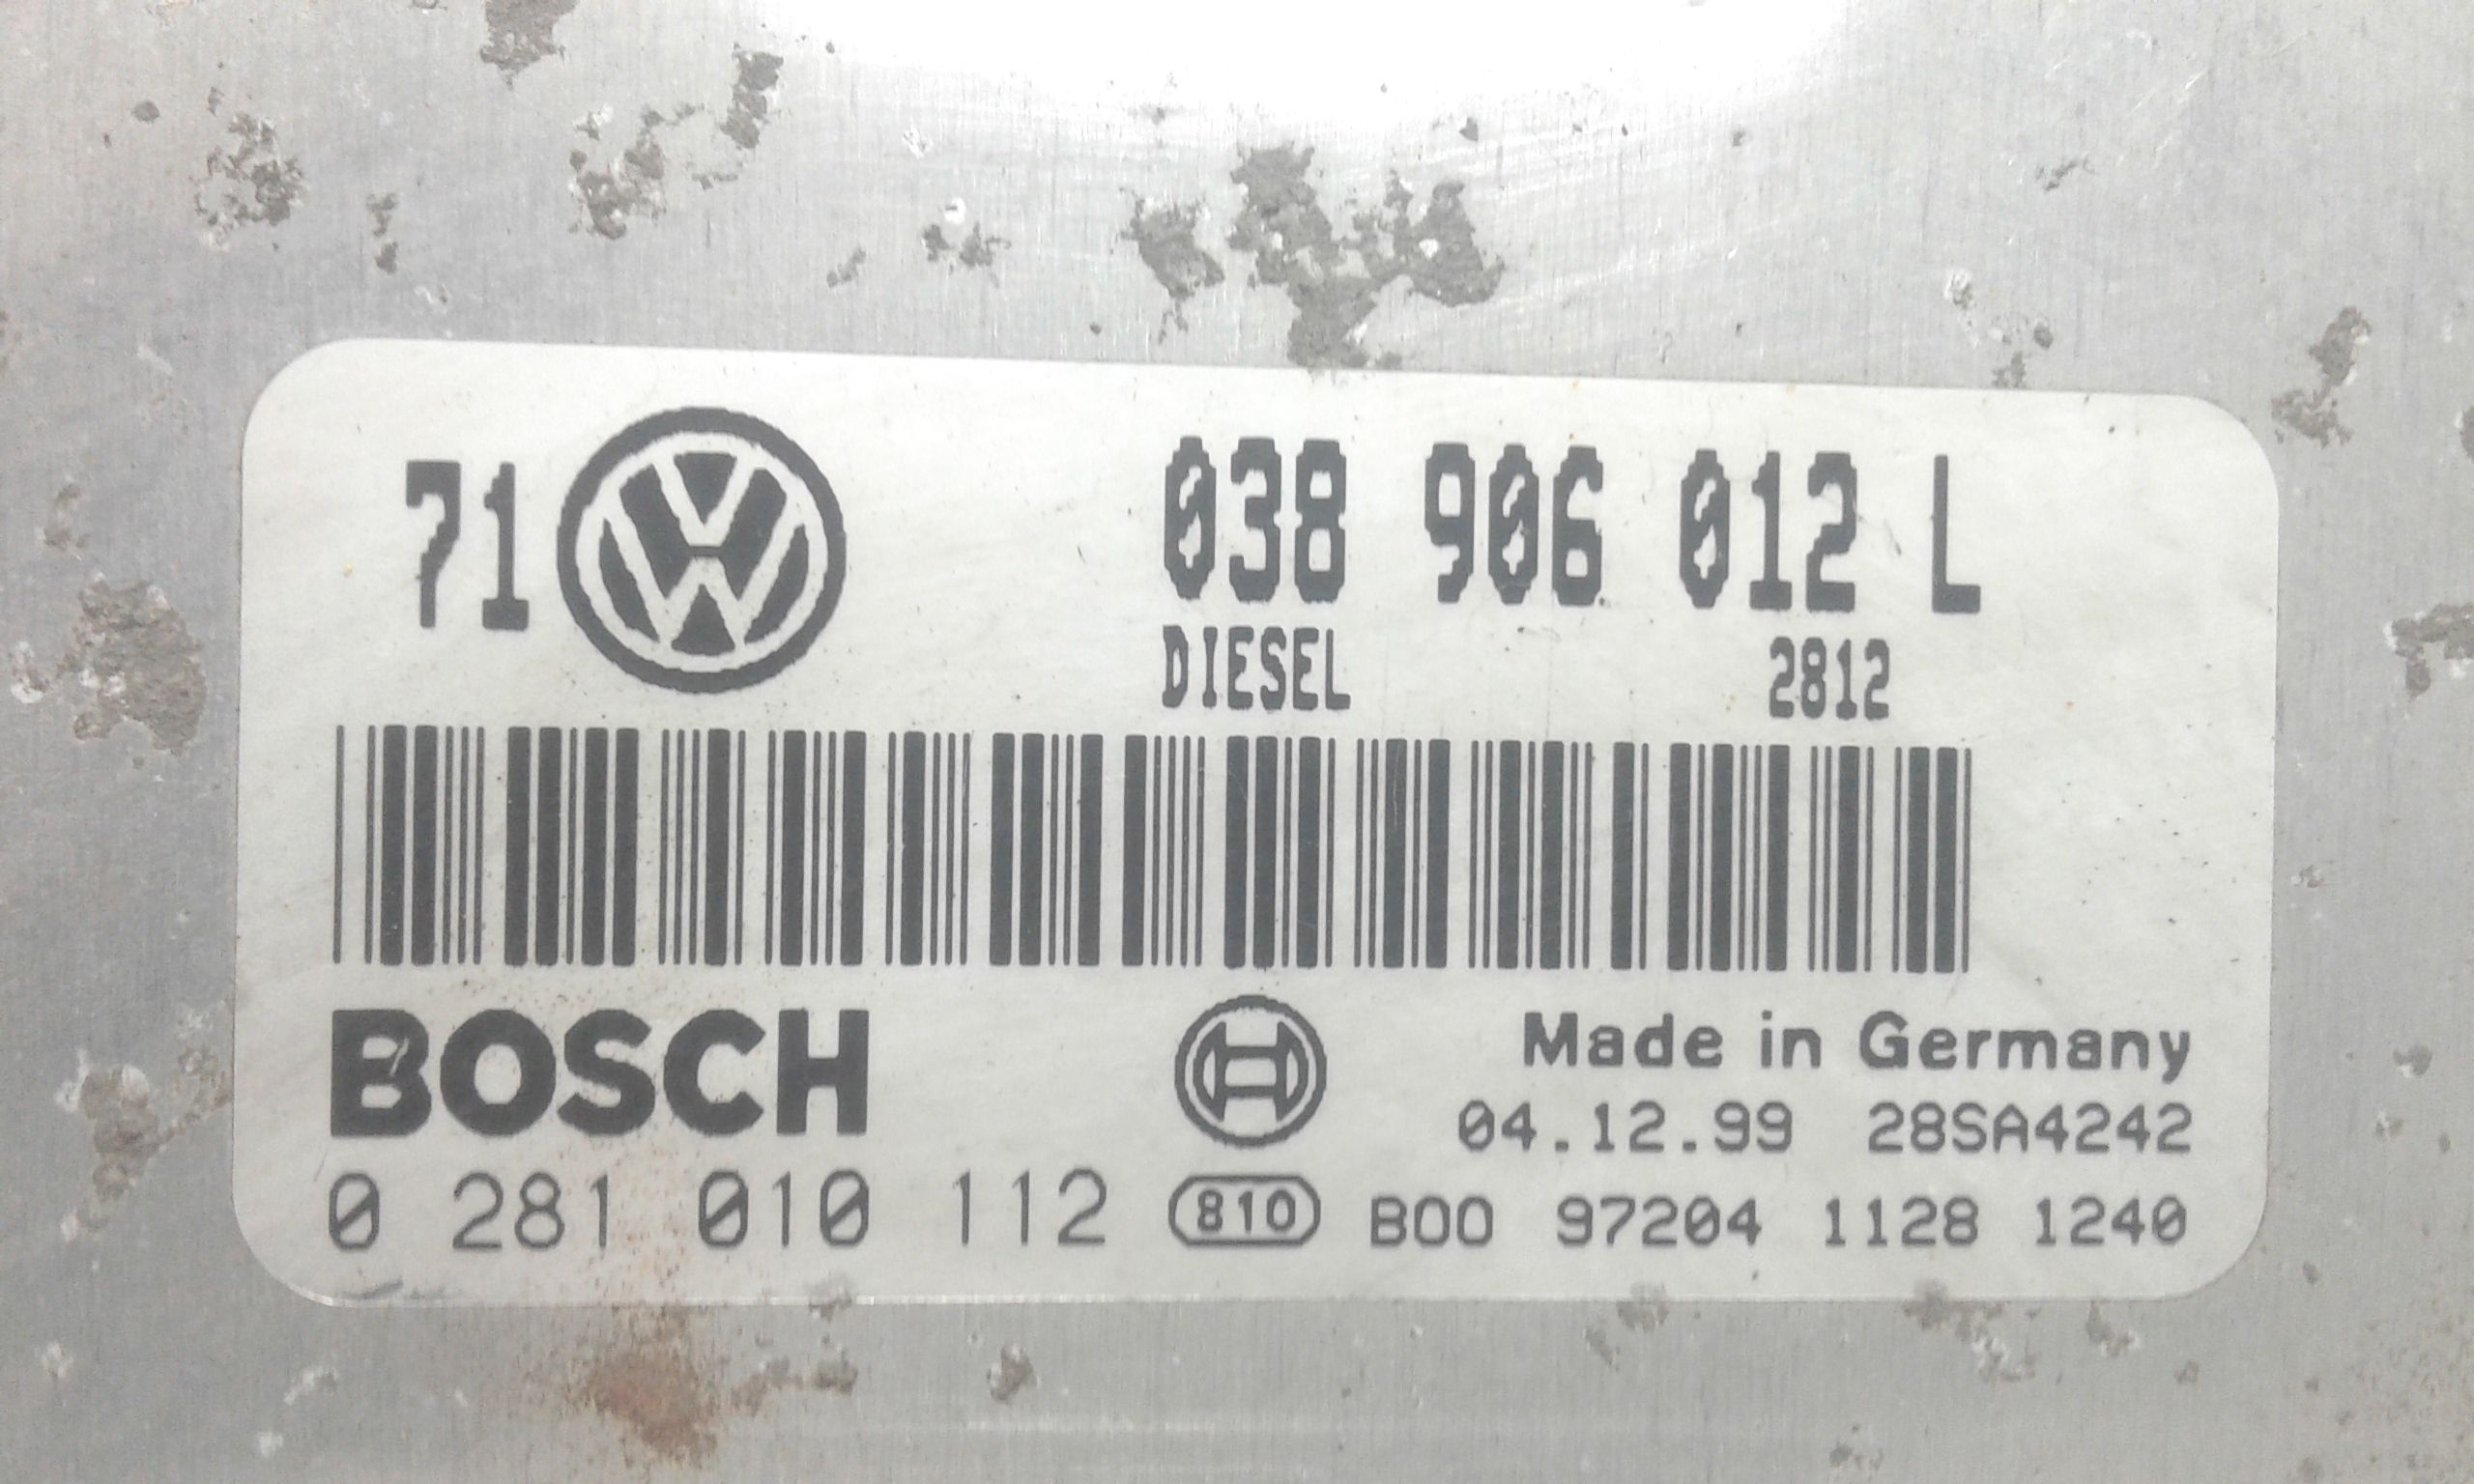 71 038 906 012 L
DIESEL 2812
BOSCH Made in Germany
04.12.99 28SA4242
0 281 010 112 810 B00 97204 1128 1240